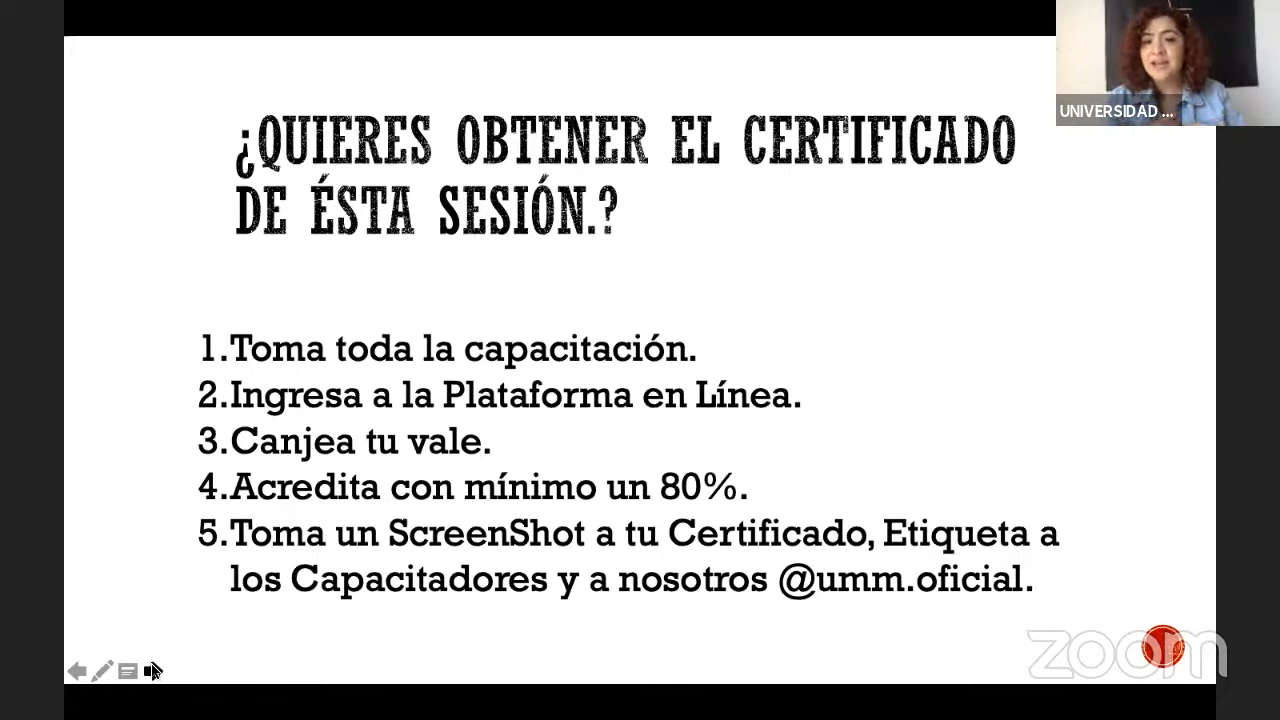 UNIVERSIDAD ...
¿QUIERES OBTENER EL CERTIFICADO
DE ÉSTA SESIÓN.?
1.Toma toda la capacitación.
2.Ingresa a la Plataforma en Línea.
3.Canjea tu vale.
4.Acredita con mínimo un 80%.
5.Toma un ScreenShot a tu Certificado, Etiqueta a
los Capacitadores y a nosotros @umm.oficial.
zoom